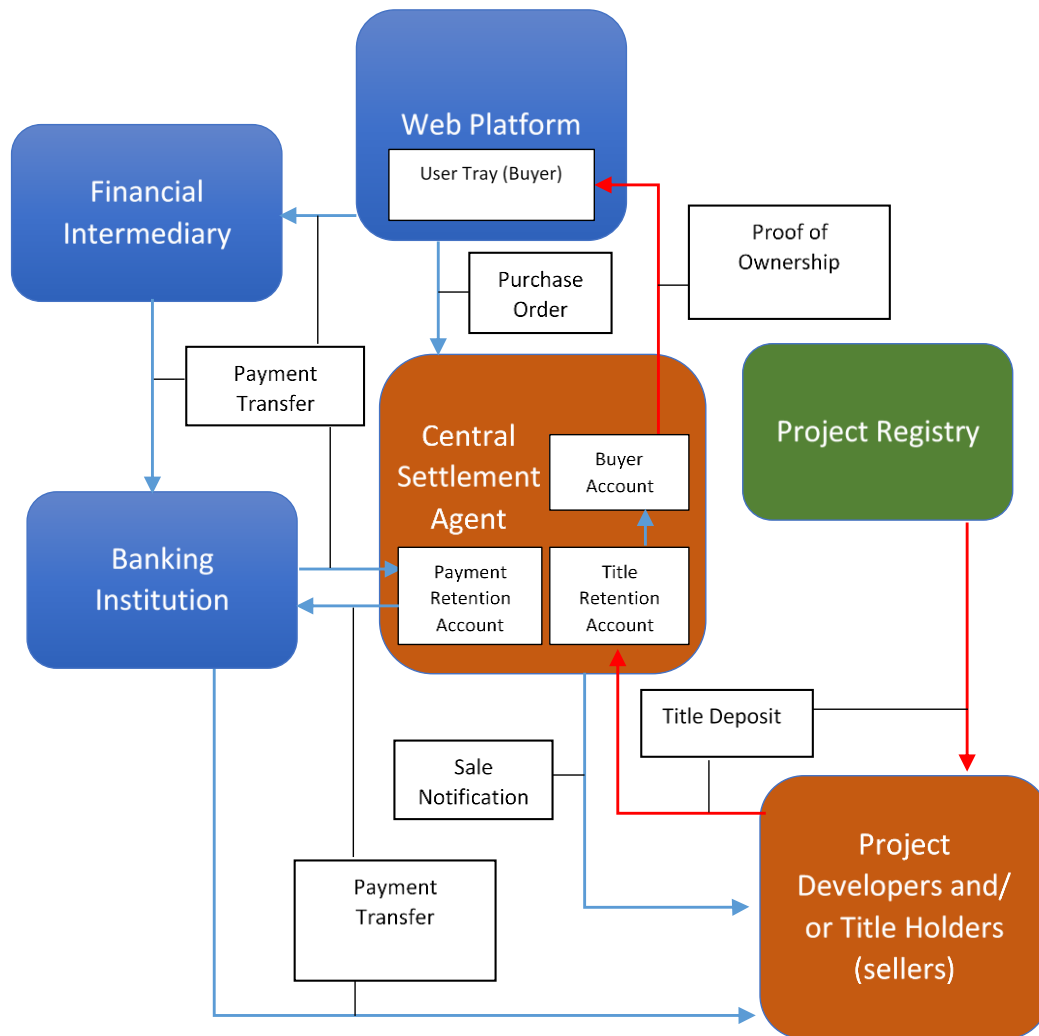 Web Platform
User Tray (Buyer)
Financial
Intermediary
Proof of
Ownership
Purchase
Order
Payment
Transfer
Central
Settlement
Agent
Buyer
Account
Project Registry
Banking
Institution
Payment
Retention
Account
Title
Retention
Account
Title Deposit
Sale
Notification
Payment
Transfer
Project
Developers and/
or Title Holders
(sellers)